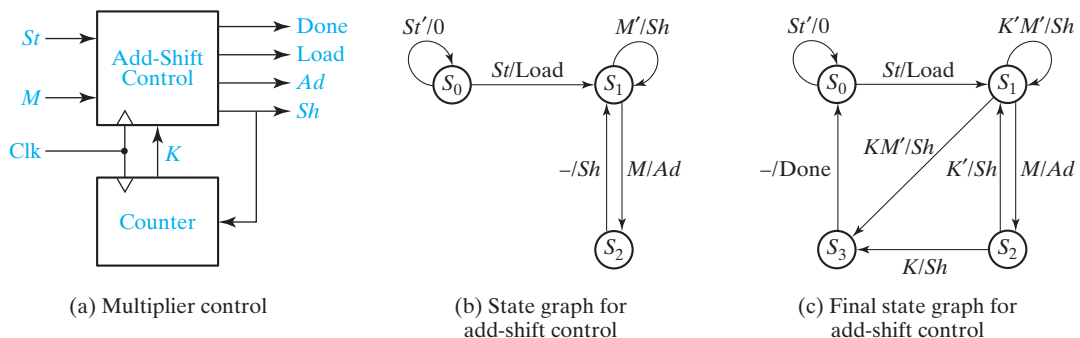 St
M
Clk
Add-Shift
Control
Done
Load
Ad
Sh
K
Counter
(a) Multiplier control
St′/0
M′/Sh
S0
St/Load
S1
–/Sh
M/Ad
S2
(b) State graph for
add-shift control
St′/0
K′M′/Sh
S0
St/Load
S1
KM′/Sh
–/Done
K′/Sh
M/Ad
S3
K/Sh
S2
(c) Final state graph for
add-shift control